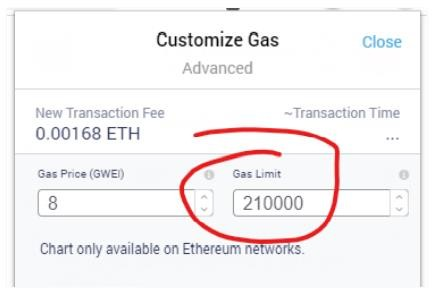 Customize Gas
Close
Advanced
New Transaction Fee
~Transaction Time
0.00168 ETH
...
Gas Price (GWEI)
Gas Limit
8
210000
Chart only available on Ethereum networks.